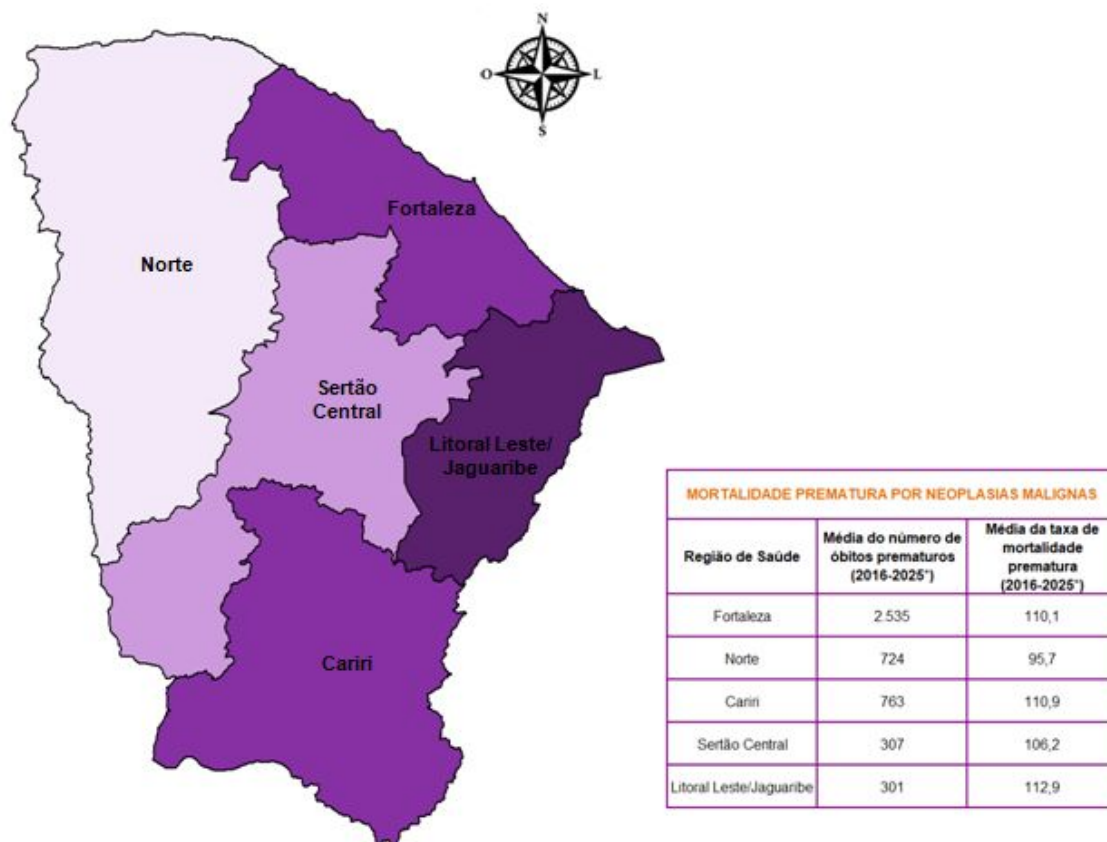 N
O
L
S
Fortaleza
Norte
Sertão
Central
Litoral Leste/
Jaguaribe
Cariri
MORTALIDADE PREMATURA POR NEOPLASIAS MALIGNAS
Região de Saúde
Média do número de
óbitos prematuros
(2016-2025*)
Média da taxa de
mortalidade
prematura
(2016-2025*)
Fortaleza 2.535 110,1
Norte 724 95,7
Cariri 763 110,9
Sertão Central 307 106,2
Litoral Leste/Jaguaribe 301 112,9